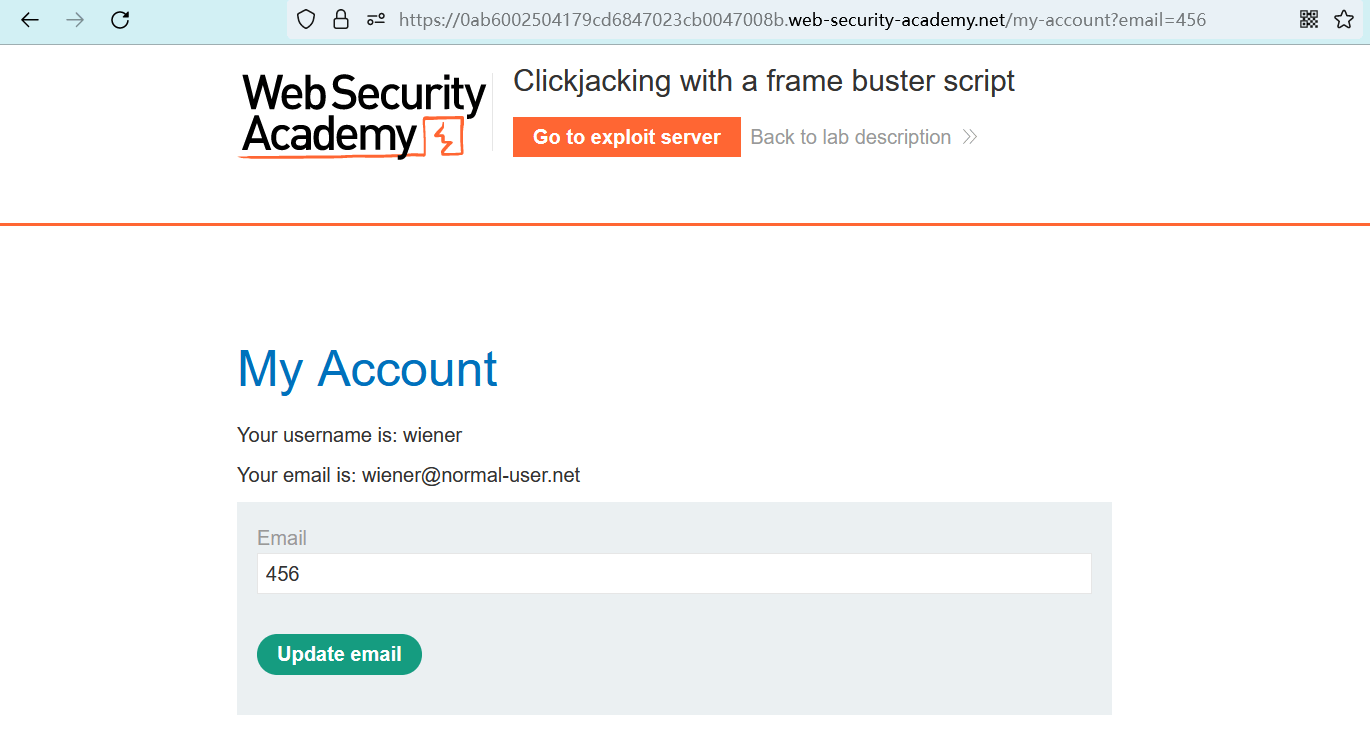 https://0ab6002504179cd6847023cb0047008b.web-security-academy.net/my-account?email=456
Web Security
Academy
Clickjacking with a frame buster script
Go to exploit server
Back to lab description
My Account
Your username is: wiener
Your email is: wiener@normal-user.net
Email
456
Update email